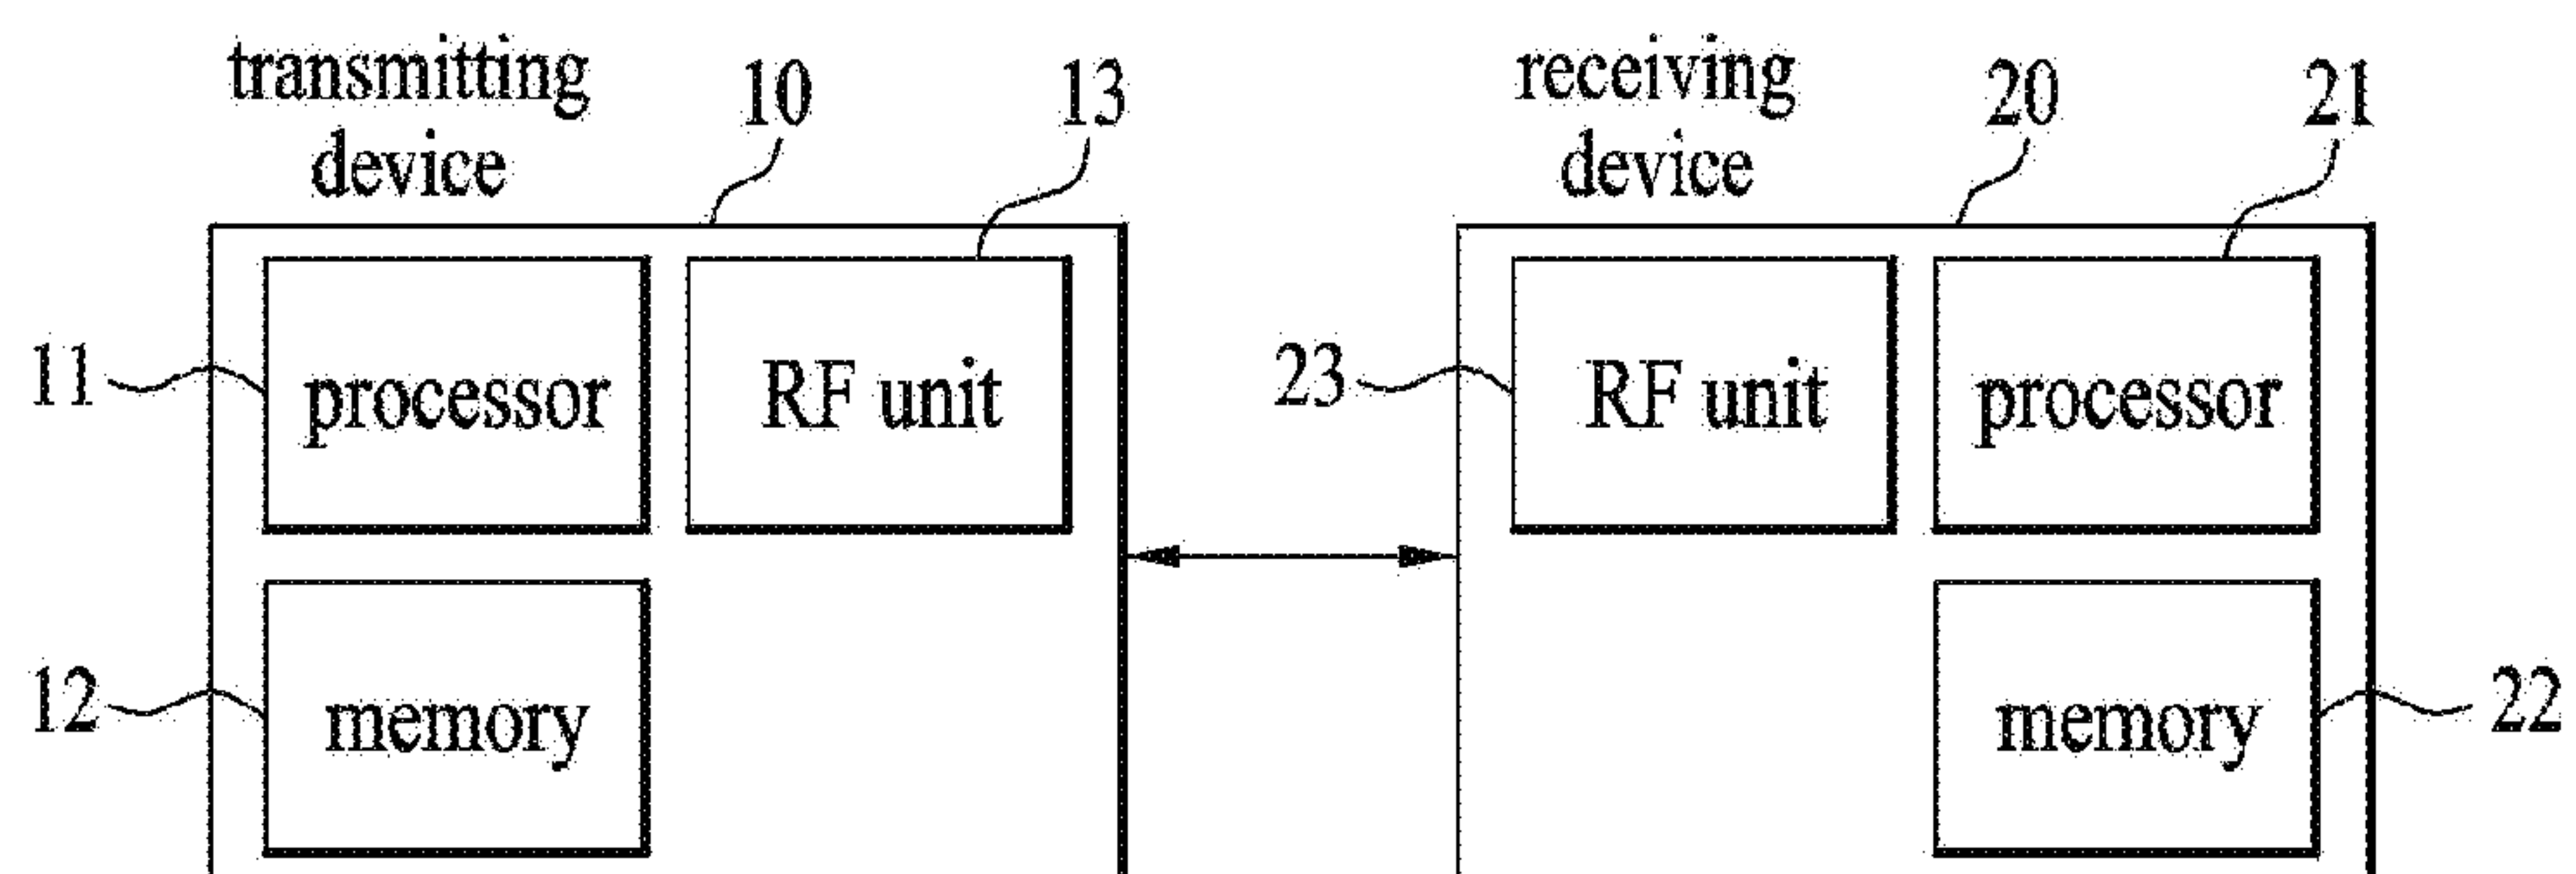 transmitting
device
10
13
receiving
device
20
21
11
processor
RF unit
23
RF unit
processor
12
memory
memory
22